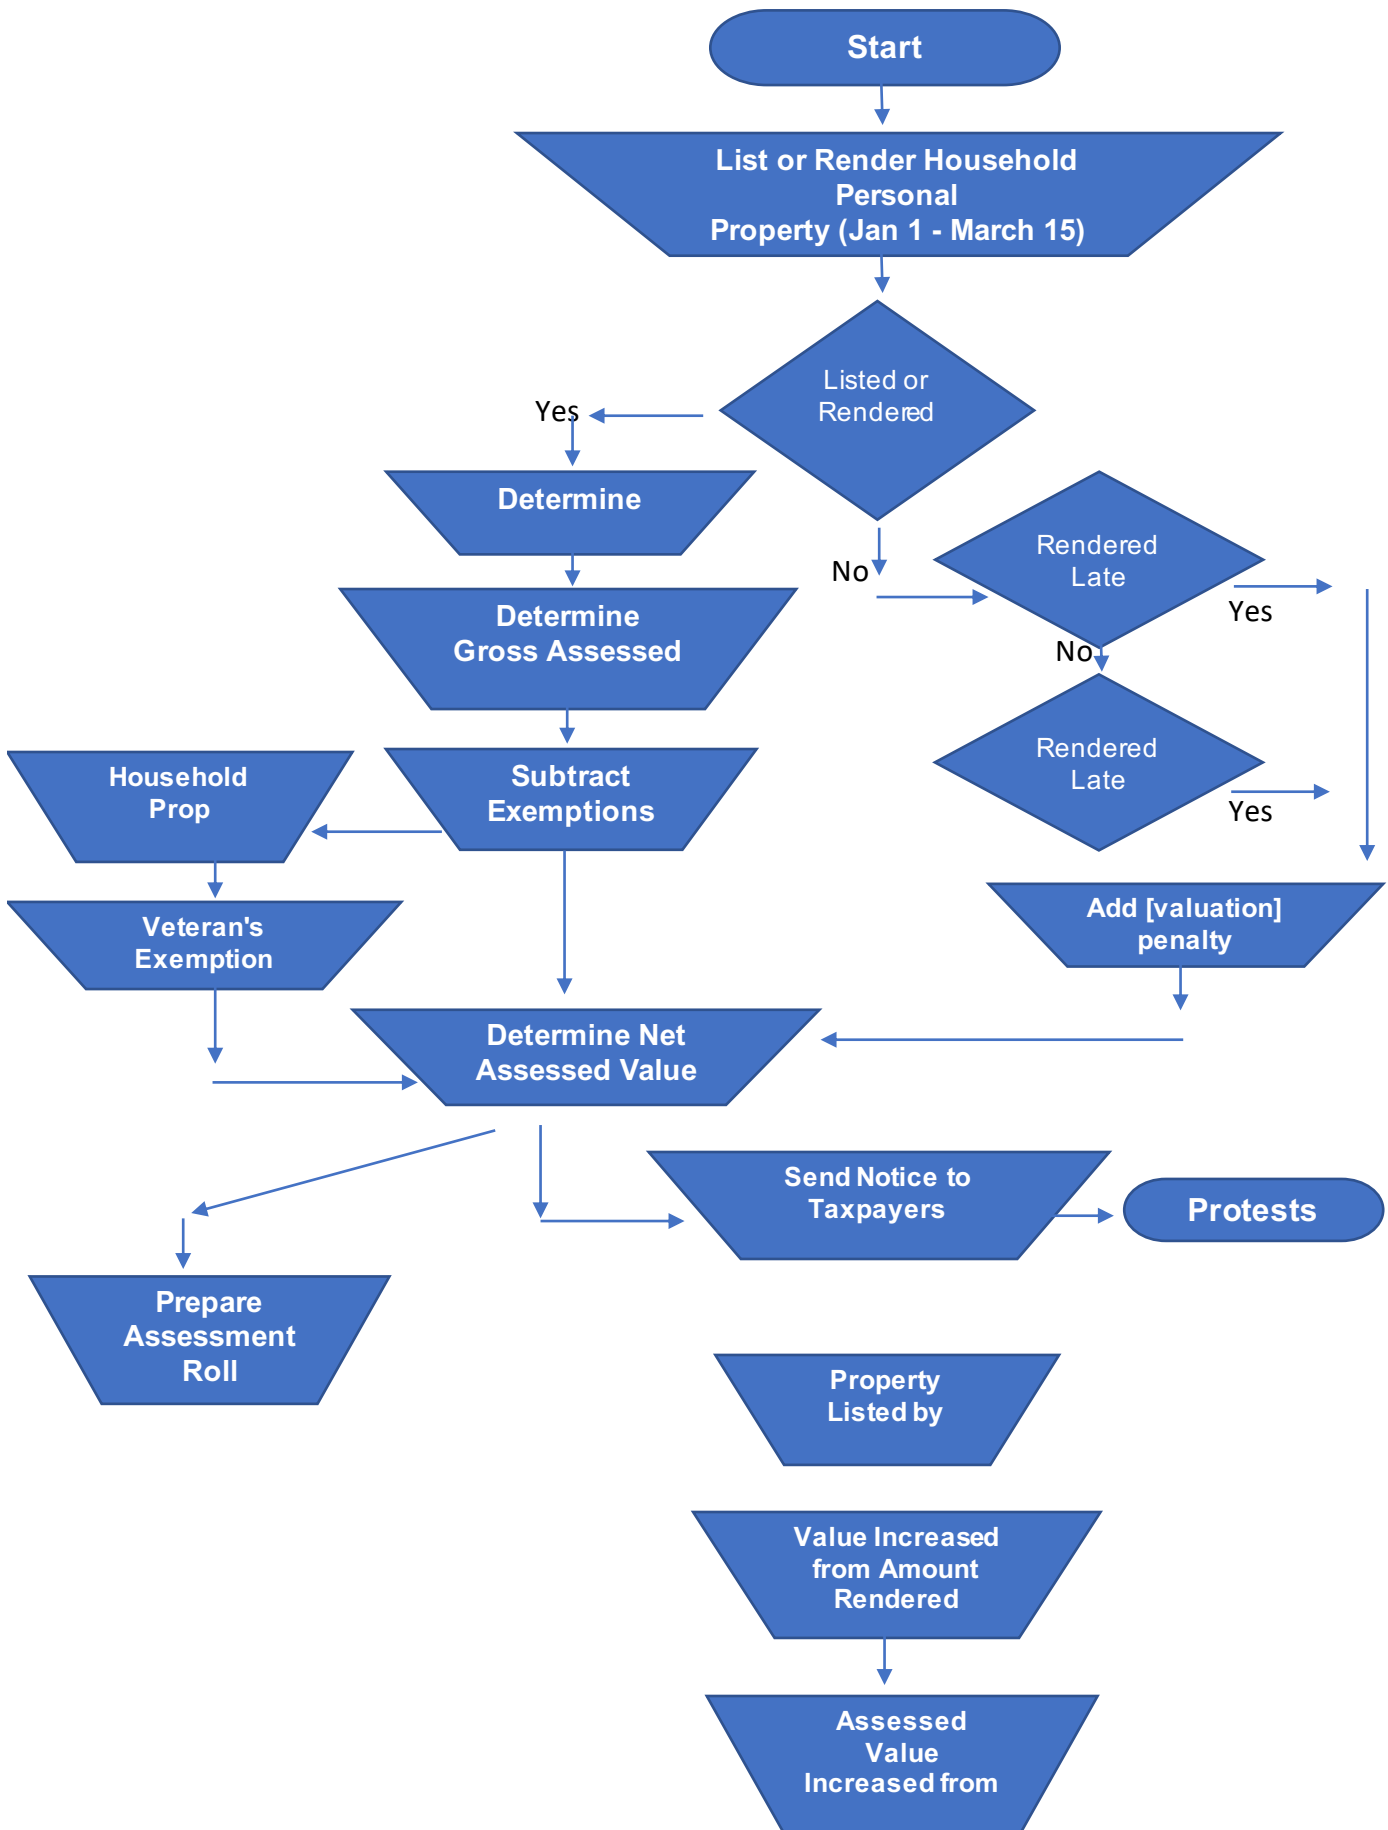 Start
List or Render Household
Personal
Property (Jan 1 - March 15)
Listed or
Rendered
Yes
Determine
No
Rendered
Late
Yes
Determine
Gross Assessed
No
Rendered
Late
Yes
Household
Prop
Subtract
Exemptions
Add [valuation]
penalty
Veteran's
Exemption
Determine Net
Assessed Value
Send Notice to
Taxpayers
Protests
Prepare
Assessment
Roll
Property
Listed by
Value Increased
from Amount
Rendered
Assessed
Value
Increased from